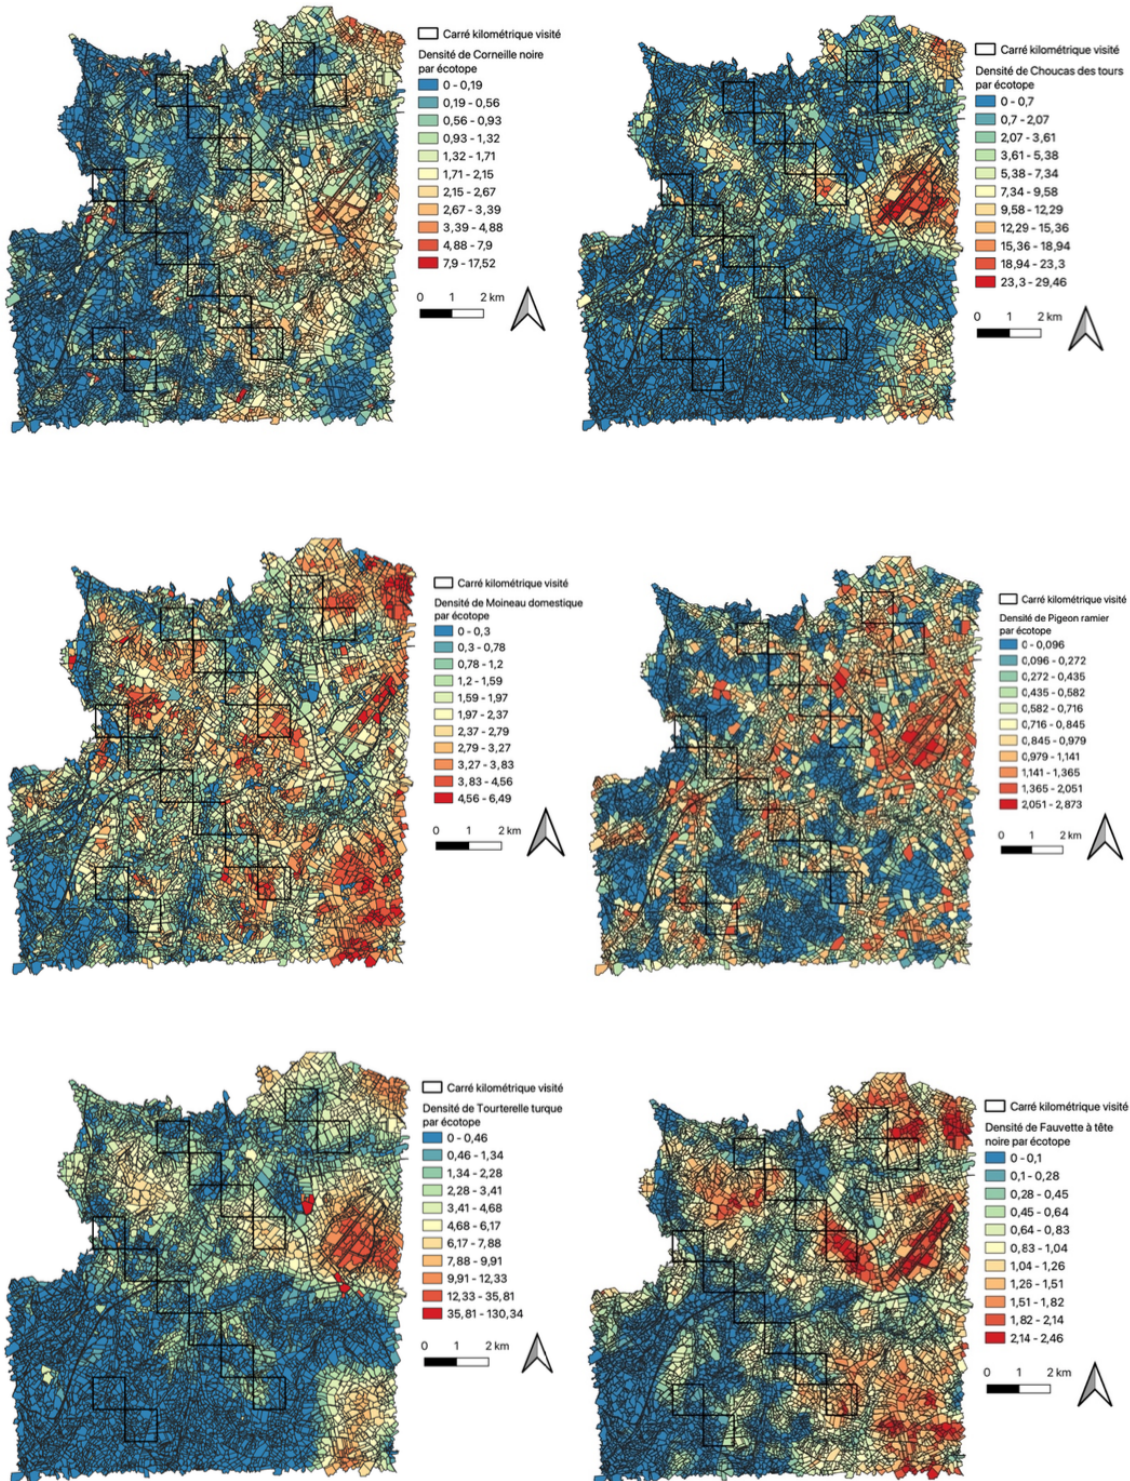 Carré kilométrique visité
Densité de Corneille noire
par écotope
0 - 0,19
0,19 - 0,56
0,56 - 0,93
0,93 - 1,32
1,32 - 1,71
1,71 - 2,15
2,15 - 2,67
2,67 - 3,39
3,39 - 4,88
4,88 - 7,9
7,9 - 17,52
0 1 2 km
Carré kilométrique visité
Densité de Choucas des tours
par écotope
0 - 0,7
0,7 - 2,07
2,07 - 3,61
3,61 - 5,38
5,38 - 7,34
7,34 - 9,58
9,58 - 12,29
12,29 - 15,36
15,36 - 18,94
18,94 - 23,3
23,3 - 29,46
0 1 2 km
Carré kilométrique visité
Densité de Moineau domestique
par écotope
0 - 0,3
0,3 - 0,78
0,78 - 1,2
1,2 - 1,59
1,59 - 1,97
1,97 - 2,37
2,37 - 2,79
2,79 - 3,27
3,27 - 3,83
3,83 - 4,56
4,56 - 6,49
0 1 2 km
Carré kilométrique visité
Densité de Pigeon ramier
par écotope
0 - 0,096
0,096 - 0,272
0,272 - 0,435
0,435 - 0,582
0,582 - 0,716
0,716 - 0,845
0,845 - 0,979
0,979 - 1,141
1,141 - 1,365
1,365 - 2,051
2,051 - 2,873
0 1 2 km
Carré kilométrique visité
Densité de Tourterelle turque
par écotope
0 - 0,46
0,46 - 1,34
1,34 - 2,28
2,28 - 3,41
3,41 - 4,68
4,68 - 6,17
6,17 - 7,88
7,88 - 9,91
9,91 - 12,33
12,33 - 35,81
35,81 - 130,34
0 1 2 km
Carré kilométrique visité
Densité de Fauvette à tête
noire par écotope
0 - 0,1
0,1 - 0,28
0,28 - 0,45
0,45 - 0,64
0,64 - 0,83
0,83 - 1,04
1,04 - 1,26
1,26 - 1,51
1,51 - 1,82
1,82 - 2,14
2,14 - 2,46
0 1 2 km